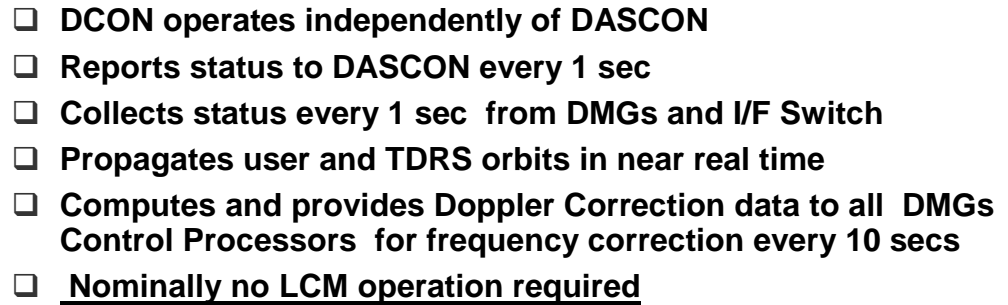 ❑ DCON operates independently of DASCON
❑ Reports status to DASCON every 1 sec
❑ Collects status every 1 sec  from DMGs and I/F Switch
❑ Propagates user and TDRS orbits in near real time
❑ Computes and provides Doppler Correction data to all  DMGs
Control Processors  for frequency correction every 10 secs
❑ Nominally no LCM operation required